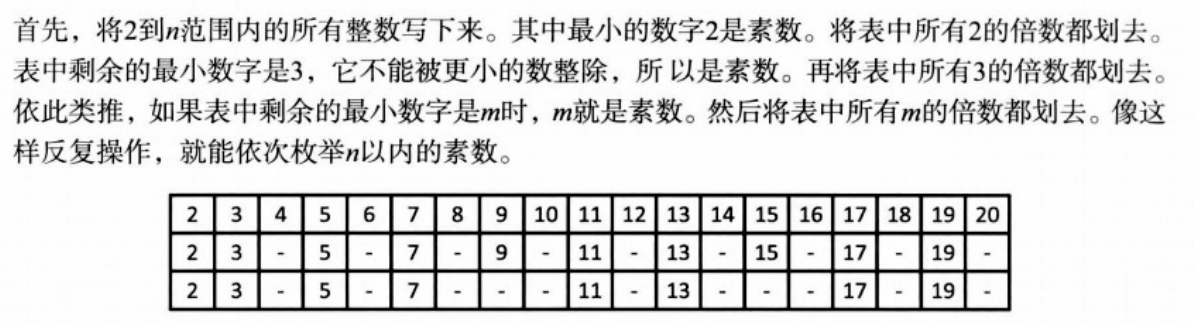 首先，将2到n范围内的所有整数写下来。其中最小的数字2是素数。将表中所有2的倍数都划去。
表中剩余的最小数字是3，它不能被更小的数整除，所 以是素数。再将表中所有3的倍数都划去。
依此类推，如果表中剩余的最小数字是m时，m就是素数。然后将表中所有m的倍数都划去。像这
样反复操作，就能依次枚举n以内的素数。
2 3 4 5 6 7 8 9 10 11 12 13 14 15 16 17 18 19 20
2 3 - 5 - 7 - 9 - 11 - 13 - 15 - 17 - 19 -
2 3 - 5 - 7 - - - 11 - 13 - - - 17 - 19 -